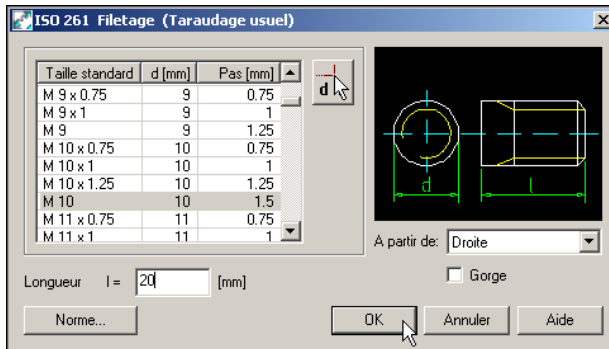 ISO 261 Filetage (Taraudage usuel)
Taille standard d [mm] Pas [mm]
M 9 x 0.75 9 0.75
M 9 x 1 9 1
M 9 9 1.25
M 10 x 0.75 10 0.75
M 10 x 1 10 1
M 10 x 1.25 10 1.25
M 10 10 1.5
M 11 x 0.75 11 0.75
M 11 x 1 11 1
d
d l
A partir de: Droite
Gorge
Longueur l = 20 [mm]
Norme... OK Annuler Aide